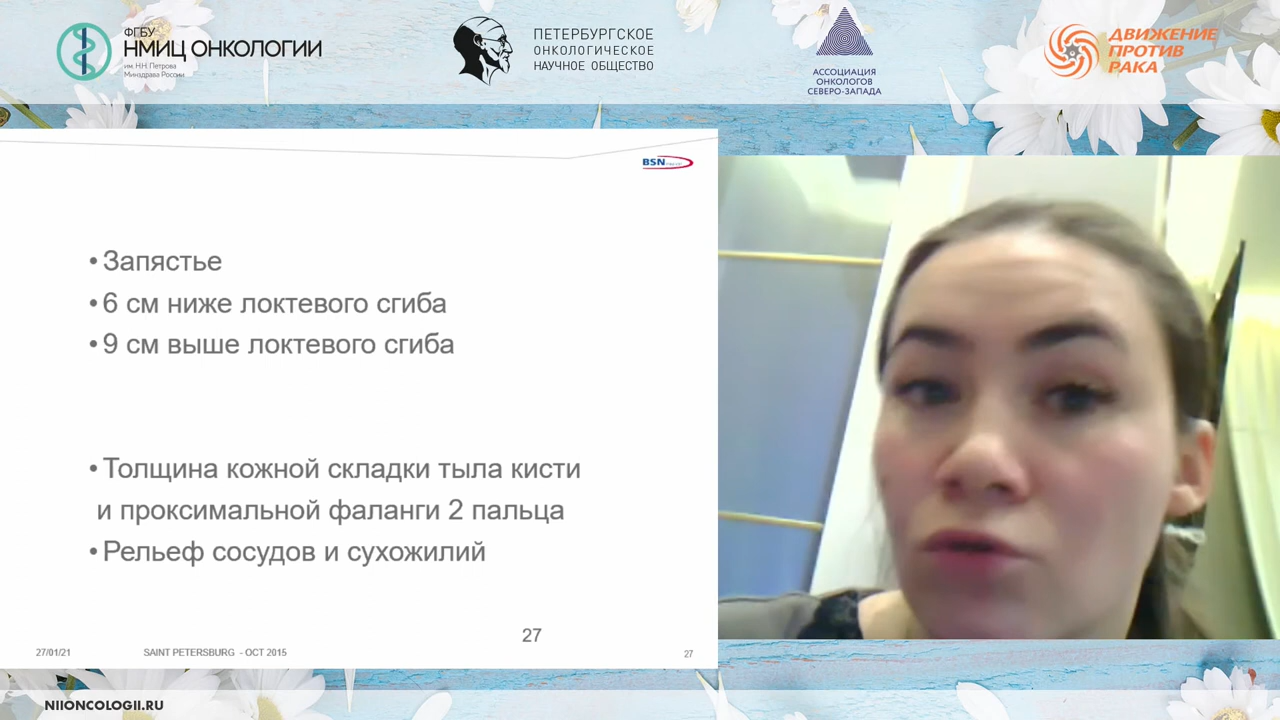 ФГБУ
НМИЦ ОНКОЛОГИИ
им. Н.Н. Петрова
Минздрава России
ПЕТЕРБУРГСКОЕ
ОНКОЛОГИЧЕСКОЕ
НАУЧНОЕ ОБЩЕСТВО
АССОЦИАЦИЯ
ОНКОЛОГОВ
СЕВЕРО-ЗАПАДА
ДВИЖЕНИЕ
ПРОТИВ
РАКА
BSN
• Запястье
• 6 см ниже локтевого сгиба
• 9 см выше локтевого сгиба
• Толщина кожной складки тыла кисти
и проксимальной фаланги 2 пальца
• Рельеф сосудов и сухожилий
27
27/01/21
SAINT PETERSBURG - OCT 2015
27
NIIONCOLOGII.RU